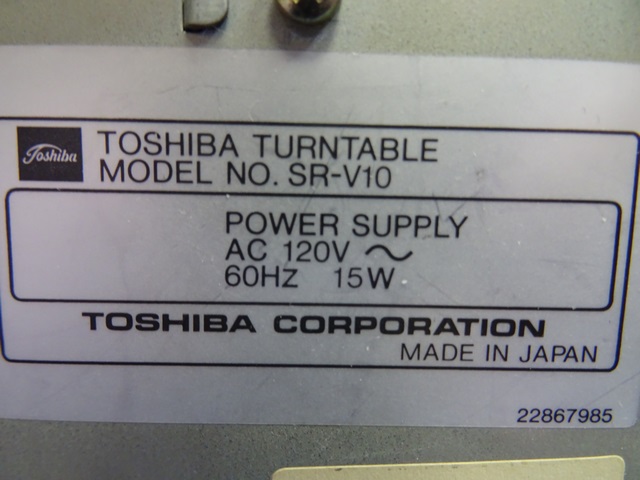 Toshiba
TOSHIBA TURNTABLE
MODEL NO. SR-V10
POWER SUPPLY
AC 120V ~
60HZ 15W
TOSHIBA CORPORATION
MADE IN JAPAN
22867985